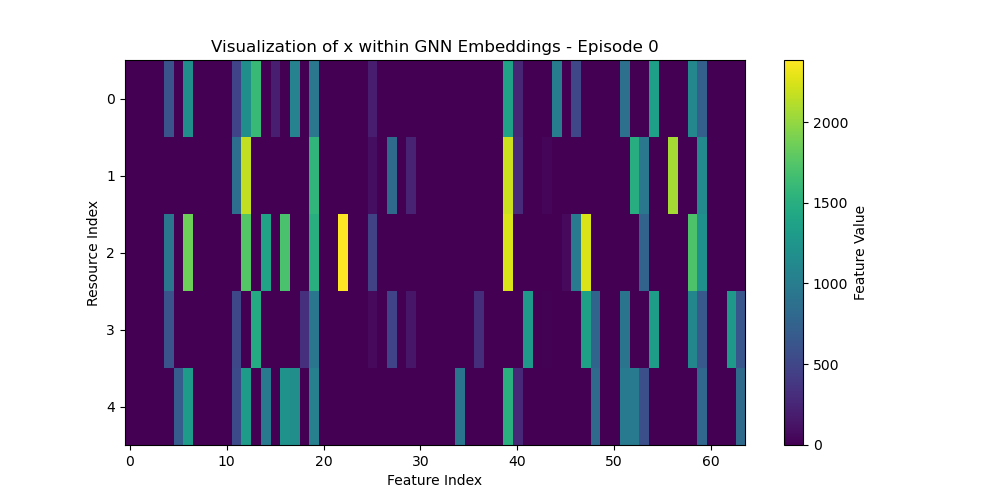 Visualization of x within GNN Embeddings - Episode 0
Resource Index
0
1
2
3
4
0 10 20 30 40 50 60
Feature Index
2000
1500
1000
500
0
Feature Value